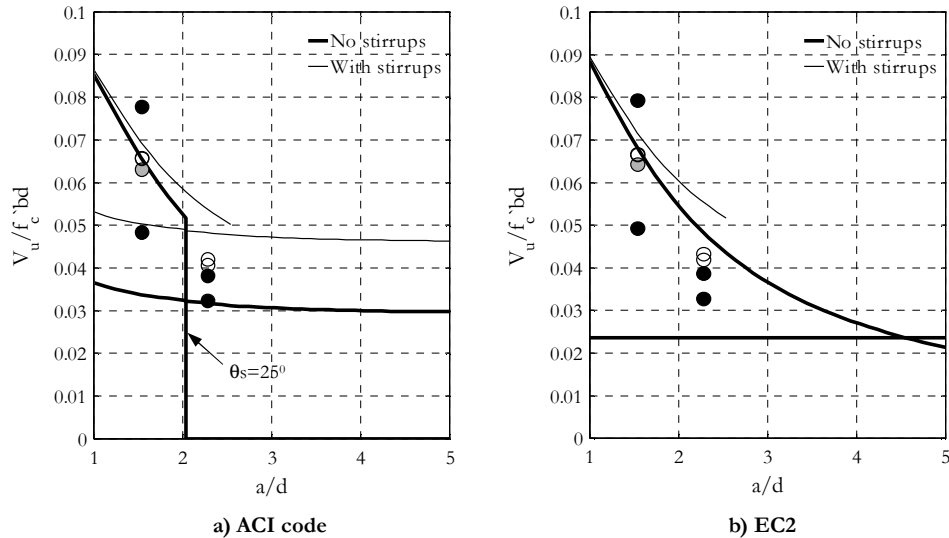 0.1
0.09
0.08
0.07
0.06
0.05
0.04
0.03
0.02
0.01
0
V_u/f_c`bd
No stirrups
With stirrups
θs=25⁰
1 2 3 4 5
a/d
a) ACI code
0.1
0.09
0.08
0.07
0.06
0.05
0.04
0.03
0.02
0.01
0
V_u/f_c`bd
No stirrups
With stirrups
1 2 3 4 5
a/d
b) EC2